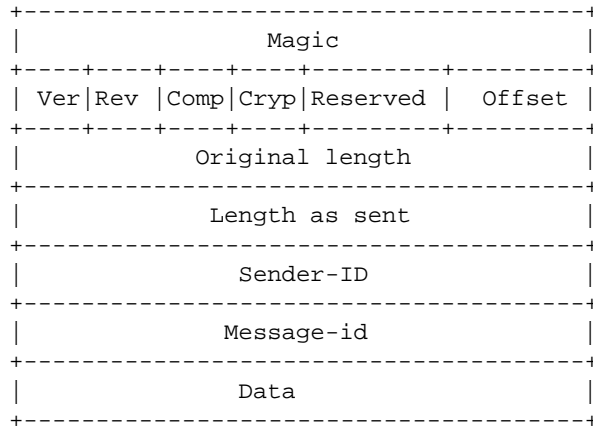 Magic
Ver|Rev |Comp|Cryp|Reserved | Offset
Original length
Length as sent
Sender-ID
Message-id
Data